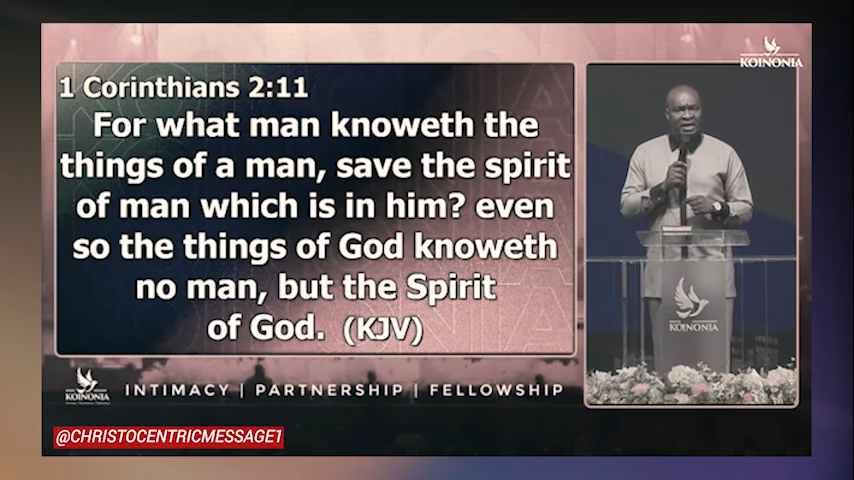 KOINONIA
1 Corinthians 2:11
For what man knoweth the
things of a man, save the spirit
of man which is in him? even
so the things of God knoweth
no man, but the Spirit
of God. (KJV)
KOINONIA
KOINONIA
INTIMACY | PARTNERSHIP | FELLOWSHIP
@CHRISTOCENTRICMESSAGE1